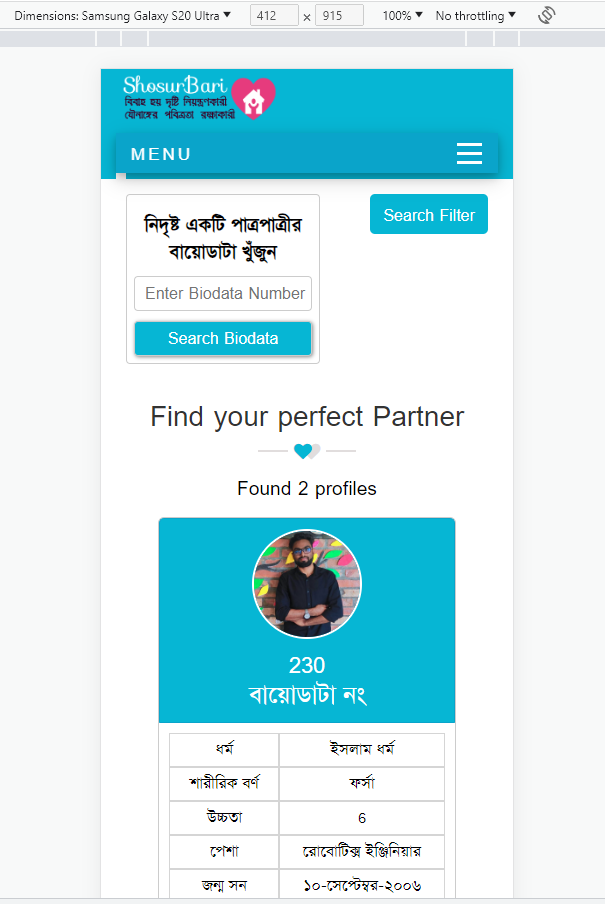 Dimensions: Samsung Galaxy S20 Ultra 412 × 915 100% No throttling
ShosurBari
বিবাহ হয় দৃষ্টি নিয়ন্ত্রণকারী
যৌনাঙ্গের পবিত্রতা রক্ষাকারী
MENU
নিদৃষ্ট একটি পাত্রপাত্রীর
বায়োডাটা খুঁজুন
Search Filter
Enter Biodata Number
Search Biodata
Find your perfect Partner
Found 2 profiles
230
বায়োডাটা নং
ধর্ম ইসলাম ধর্ম
শারীরিক বর্ণ ফর্সা
উচ্চতা 6
পেশা রোবোটিক্স ইঞ্জিনিয়ার
জন্ম সন ১০-সেপ্টেম্বর-২০০৬